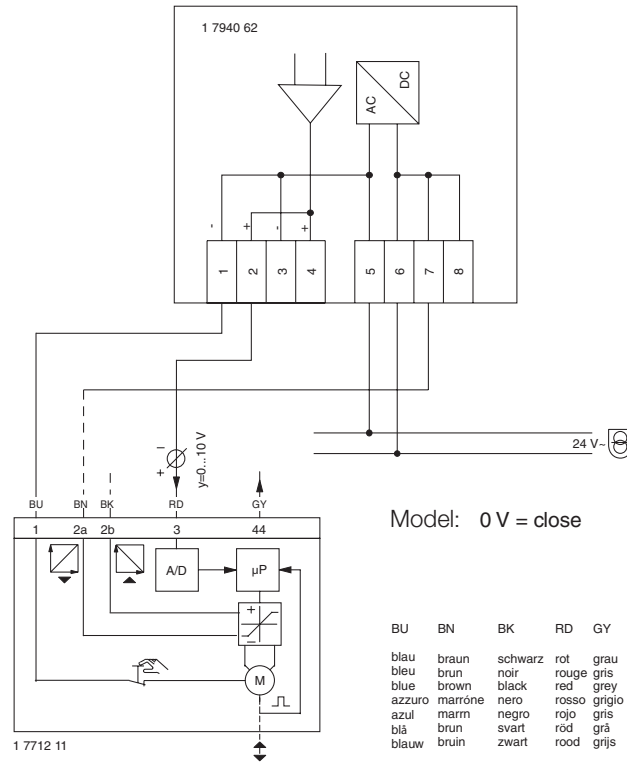 1 7940 62
AC
DC
- + - +
1 2 3 4 5 6 7 8
24 V~
y=0...10 V
+ –
BU BN BK RD GY
1 2a 2b 3 44
A/D
µP
+
–
M
1 7712 11
Model: 0 V = close
BU BN BK RD GY
blau braun schwarz rot grau
bleu brun noir rouge gris
blue brown black red grey
azzuro marróne nero rosso grigio
azul marrn negro rojo gris
blå brun svart röd grå
blauw bruin zwart rood grijs